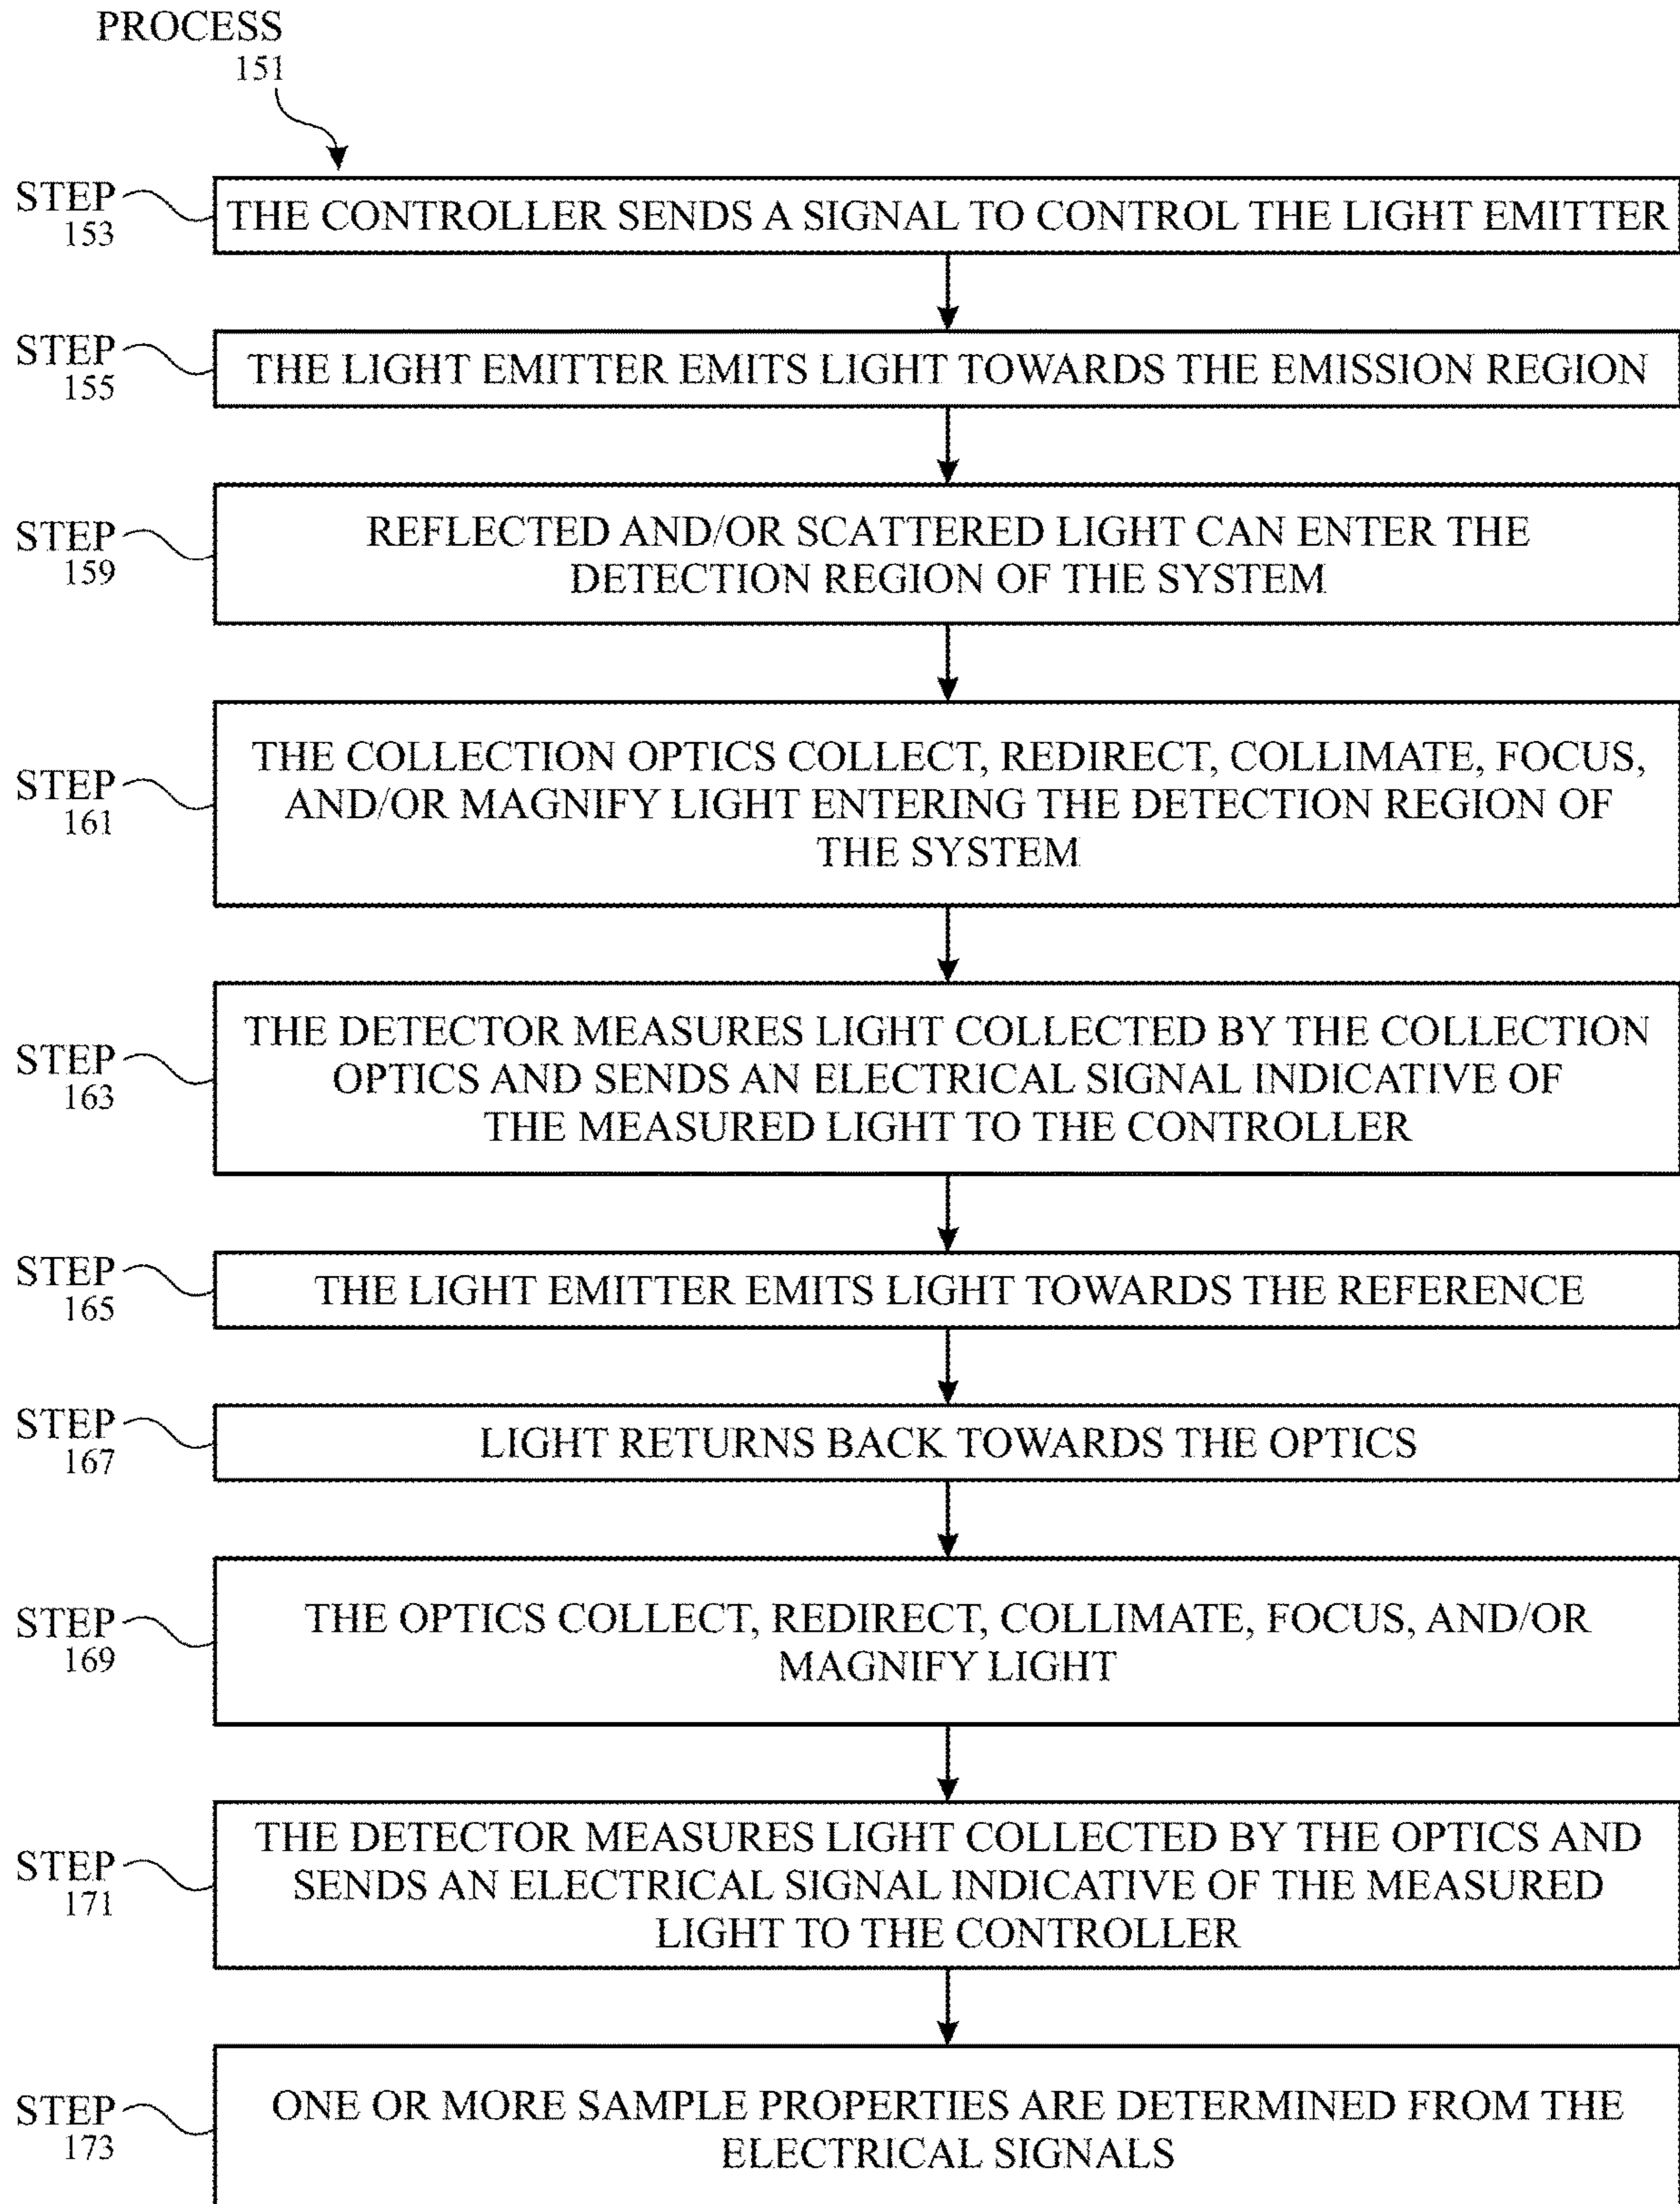 PROCESS
151
STEP
153
THE CONTROLLER SENDS A SIGNAL TO CONTROL THE LIGHT EMITTER
STEP
155
THE LIGHT EMITTER EMITS LIGHT TOWARDS THE EMISSION REGION
STEP
159
REFLECTED AND/OR SCATTERED LIGHT CAN ENTER THE
DETECTION REGION OF THE SYSTEM
STEP
161
THE COLLECTION OPTICS COLLECT, REDIRECT, COLLIMATE, FOCUS,
AND/OR MAGNIFY LIGHT ENTERING THE DETECTION REGION OF
THE SYSTEM
STEP
163
THE DETECTOR MEASURES LIGHT COLLECTED BY THE COLLECTION
OPTICS AND SENDS AN ELECTRICAL SIGNAL INDICATIVE OF
THE MEASURED LIGHT TO THE CONTROLLER
STEP
165
THE LIGHT EMITTER EMITS LIGHT TOWARDS THE REFERENCE
STEP
167
LIGHT RETURNS BACK TOWARDS THE OPTICS
STEP
169
THE OPTICS COLLECT, REDIRECT, COLLIMATE, FOCUS, AND/OR
MAGNIFY LIGHT
STEP
171
THE DETECTOR MEASURES LIGHT COLLECTED BY THE OPTICS AND
SENDS AN ELECTRICAL SIGNAL INDICATIVE OF THE MEASURED
LIGHT TO THE CONTROLLER
STEP
173
ONE OR MORE SAMPLE PROPERTIES ARE DETERMINED FROM THE
ELECTRICAL SIGNALS